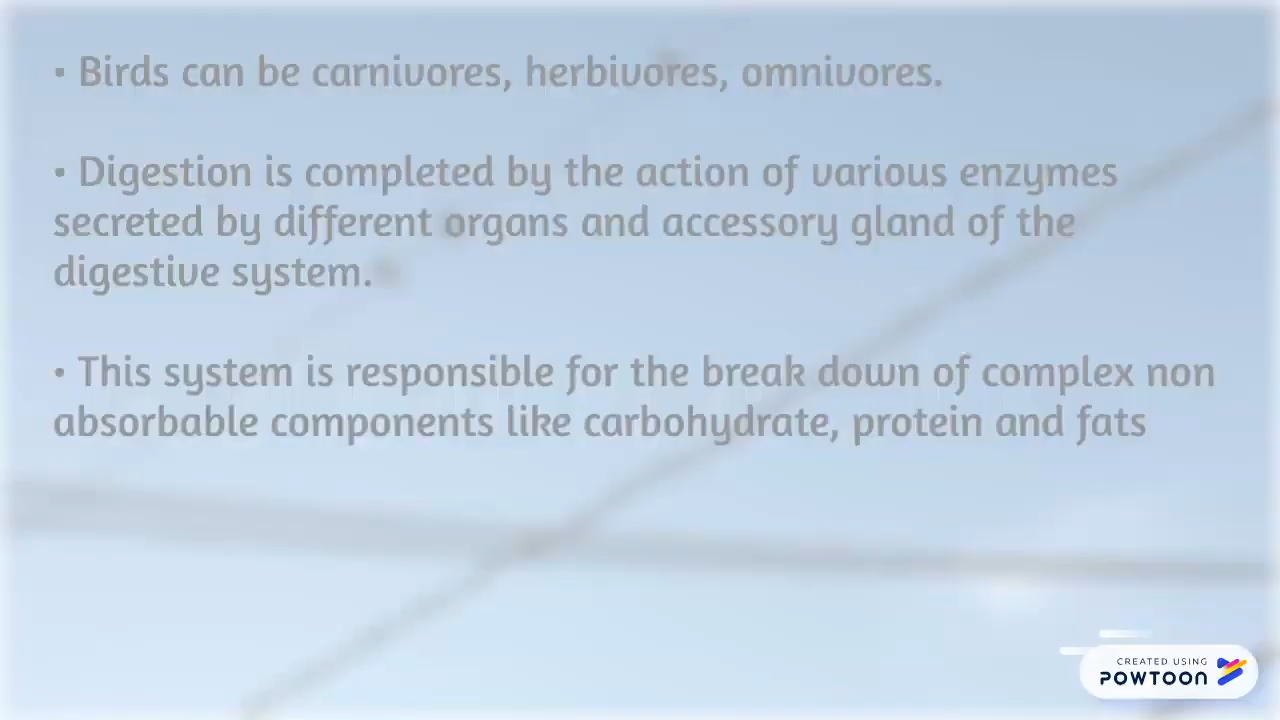 • Birds can be carnivores, herbivores, omnivores.
• Digestion is completed by the action of various enzymes
secreted by different organs and accessory gland of the
digestive system.
• This system is responsible for the break down of complex non
absorbable components like carbohydrate, protein and fats
CREATED USING
POWTOON